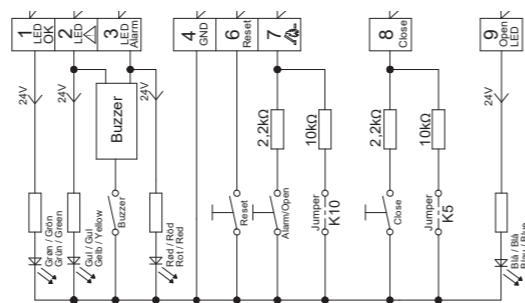 1
LED
OK
2
LED
3
LED
Alarm
4
GND
6
Reset
7
8
Close
9
Open
LED
24V
24V
24V
24V
Buzzer
2,2kΩ
10kΩ
2,2kΩ
10kΩ
Buzzer
Reset
Alarm/Open
Jumper
K10
Close
Jumper
K5
Grøn / Grön
Grün / Green
Gul / Gul
Gelb / Yellow
Rød / Röd
Rot / Red
Blå / Blå
Blau / Blue